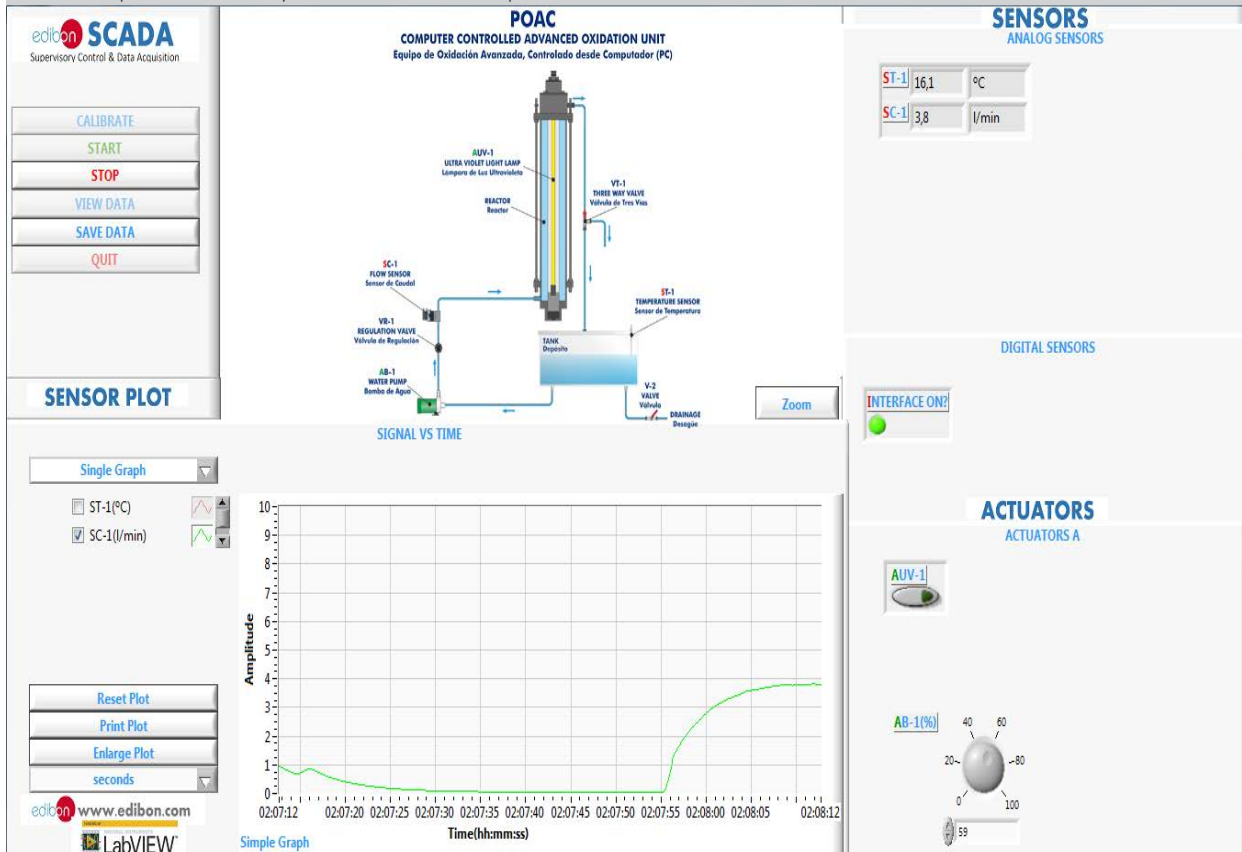 edibon SCADA
Supervisory Control & Data Acquisition
CALIBRATE
START
STOP
VIEW DATA
SAVE DATA
QUIT
POAC
COMPUTER CONTROLLED ADVANCED OXIDATION UNIT
Equipo de Oxidación Avanzada, Controlado desde Computador (PC)
AUV-1
ULTRA VIOLET LIGHT LAMP
Lámpara de Luz Ultravioleta
VT-1
THREE WAY VALVE
Válvula de Tres Vías
REACTOR
Reactor
SC-1
FLOW SENSOR
Sensor de Caudal
ST-1
TEMPERATURE SENSOR
Sensor de Temperatura
VR-1
REGULATION VALVE
Válvula de Regulación
TANK
Depósito
AB-1
WATER PUMP
Bomba de Agua
V-2
VALVE
Válvula
DRAINAGE
Desagüe
Zoom
SENSORS
ANALOG SENSORS
ST-1 16,1 ºC
SC-1 3,8 l/min
DIGITAL SENSORS
INTERFACE ON?
ACTUATORS
ACTUATORS A
AUV-1
AB-1(%)
0 20 40 60 80 100
59
SENSOR PLOT
SIGNAL VS TIME
Single Graph
ST-1(ºC)
SC-1(l/min)
Reset Plot
Print Plot
Enlarge Plot
seconds
edibon www.edibon.com
LabVIEW
Amplitude
10
9
8
7
6
5
4
3
2
1
0
02:07:12 02:07:20 02:07:25 02:07:30 02:07:35 02:07:40 02:07:45 02:07:50 02:07:55 02:08:00 02:08:05 02:08:12
Time(hh:mm:ss)
Simple Graph